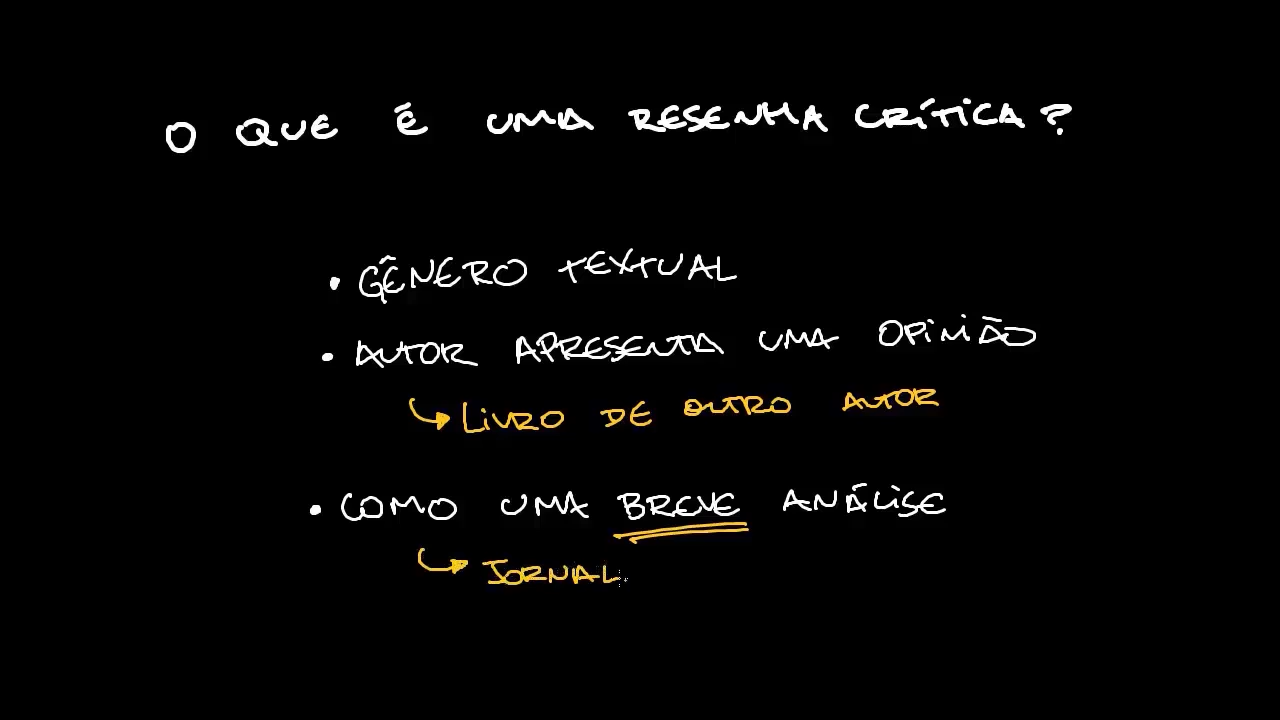 O QUE É UMA RESENHA CRÍTICA?
• GÊNERO TEXTUAL
• AUTOR APRESENTA UMA OPINIÃO
↳ LIVRO DE OUTRO AUTOR
• COMO UMA BREVE ANÁLISE
↳ JORNAL